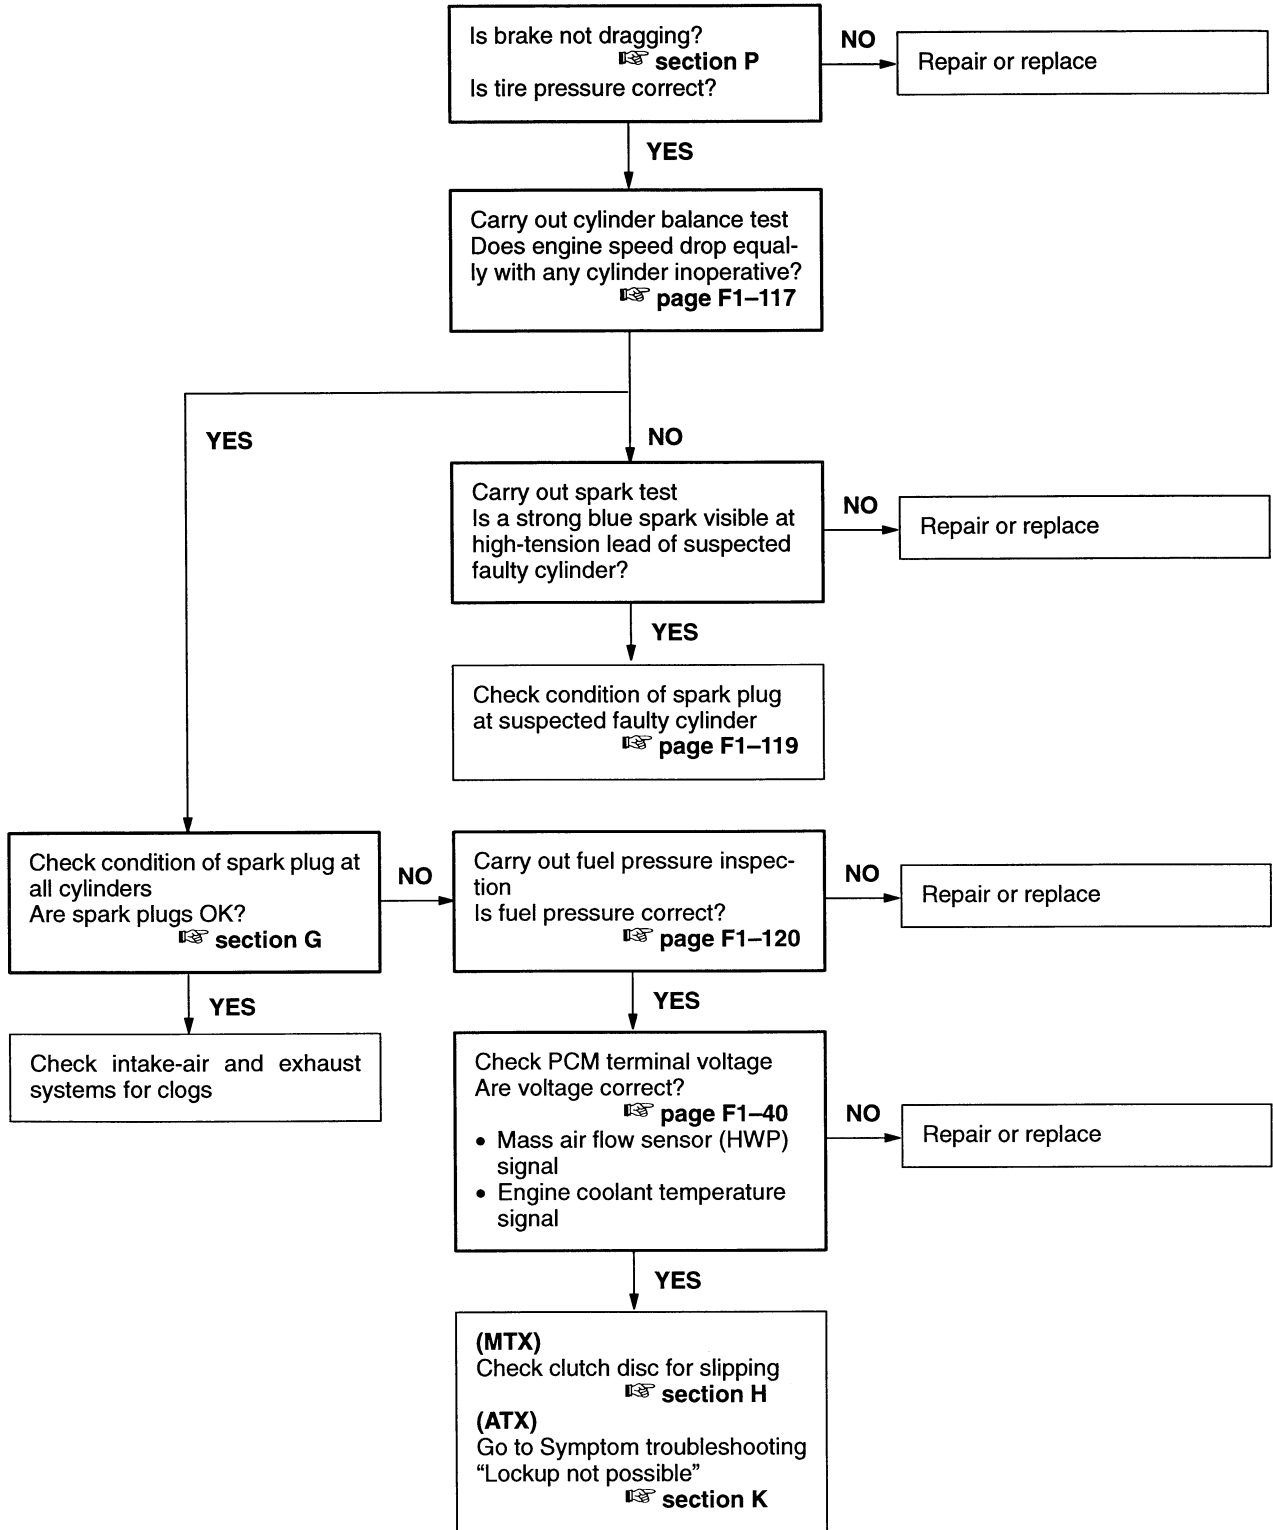 Is brake not dragging?
☞ section P
Is tire pressure correct?
NO
Repair or replace
YES
Carry out cylinder balance test
Does engine speed drop equal-
ly with any cylinder inoperative?
☞ page F1–117
YES
NO
Carry out spark test
Is a strong blue spark visible at
high-tension lead of suspected
faulty cylinder?
NO
Repair or replace
YES
Check condition of spark plug
at suspected faulty cylinder
☞ page F1–119
Check condition of spark plug at
all cylinders
Are spark plugs OK?
☞ section G
NO
Carry out fuel pressure inspec-
tion
Is fuel pressure correct?
☞ page F1–120
NO
Repair or replace
YES
Check intake-air and exhaust
systems for clogs
YES
Check PCM terminal voltage
Are voltage correct?
☞ page F1–40
• Mass air flow sensor (HWP)
signal
• Engine coolant temperature
signal
NO
Repair or replace
YES
(MTX)
Check clutch disc for slipping
☞ section H
(ATX)
Go to Symptom troubleshooting
“Lockup not possible”
☞ section K